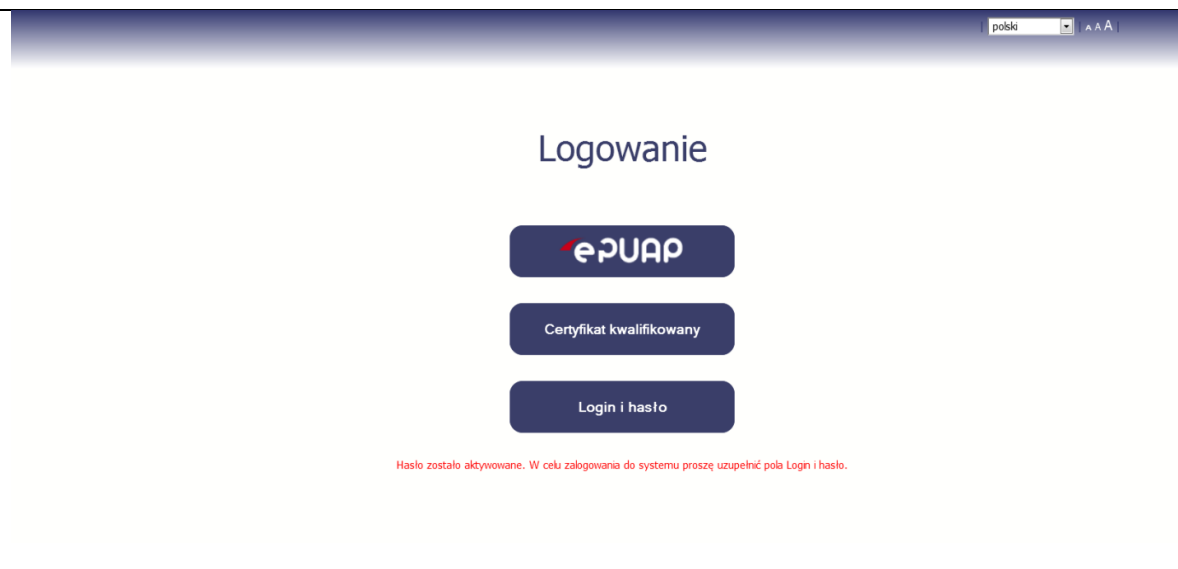 polski
A A A
Logowanie
ePUAP
Certyfikat kwalifikowany
Login i hasło
Hasło zostało aktywowane. W celu zalogowania do systemu proszę uzupełnić pola Login i hasło.